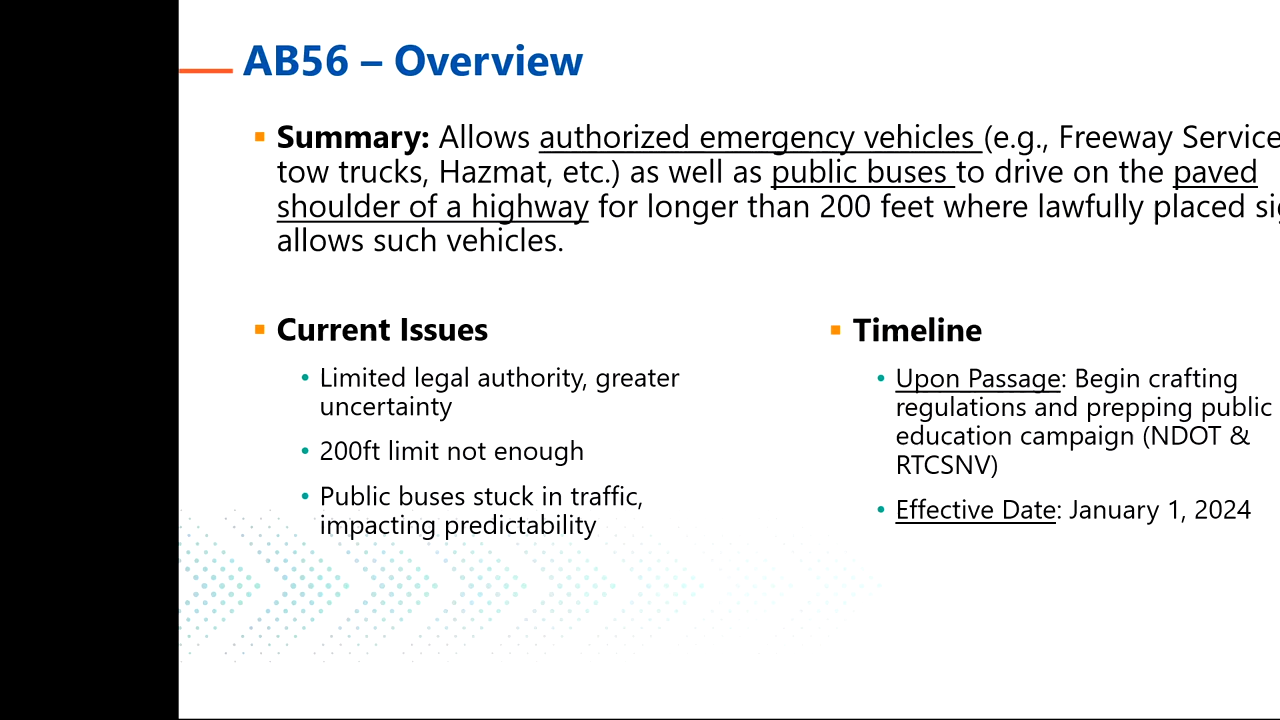 AB56 – Overview
Summary: Allows authorized emergency vehicles (e.g., Freeway Service
tow trucks, Hazmat, etc.) as well as public buses to drive on the paved
shoulder of a highway for longer than 200 feet where lawfully placed
allows such vehicles.
Current Issues
Limited legal authority, greater
uncertainty
200ft limit not enough
Public buses stuck in traffic,
impacting predictability
Timeline
Upon Passage: Begin crafting
regulations and prepping public
education campaign (NDOT &
RTCSNV)
Effective Date: January 1, 2024